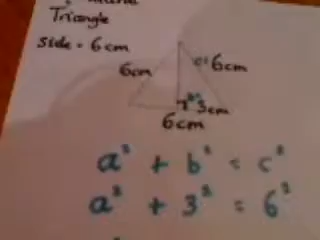 Triangle
side = 6cm
6cm
c=6cm
3cm
6cm
a² + b² = c²
a² + 3² = 6²